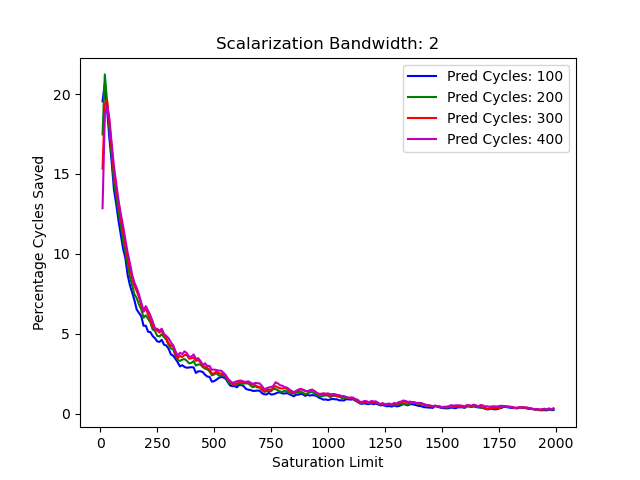 Scalarization Bandwidth: 2
Pred Cycles: 100
Pred Cycles: 200
Pred Cycles: 300
Pred Cycles: 400
Percentage Cycles Saved
20
15
10
5
0
0 250 500 750 1000 1250 1500 1750 2000
Saturation Limit